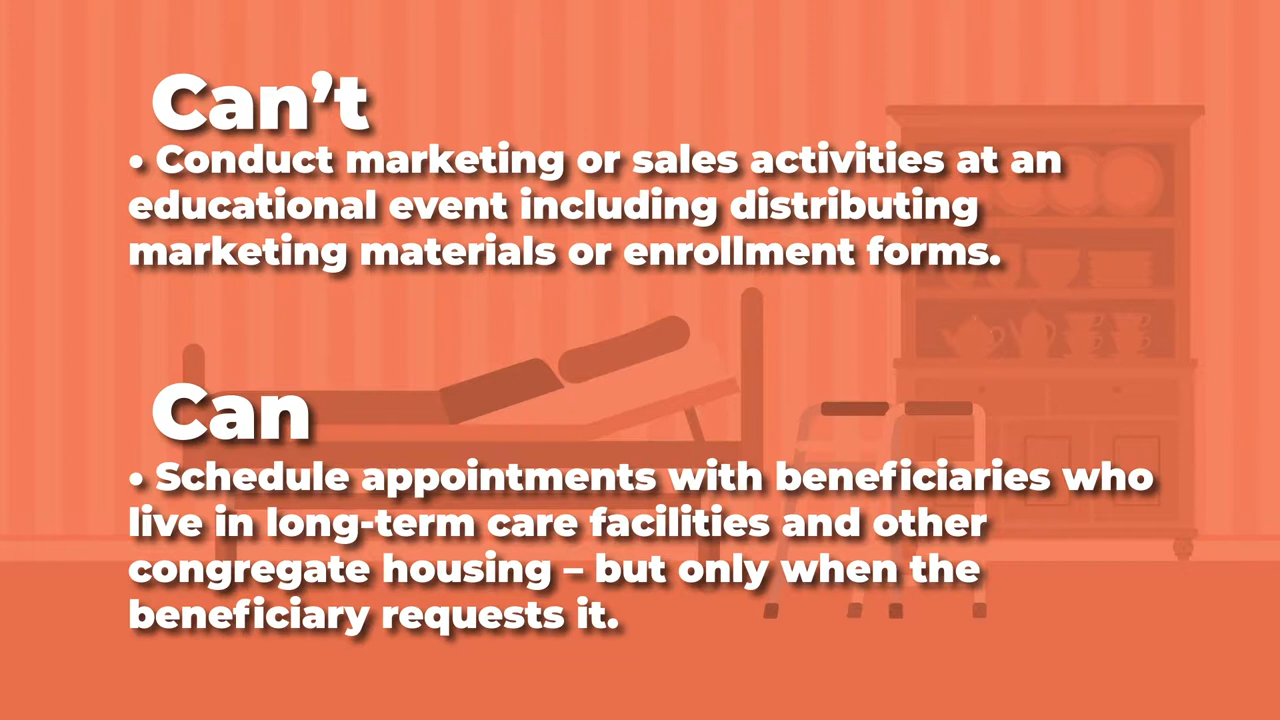 Can’t
• Conduct marketing or sales activities at an
educational event including distributing
marketing materials or enrollment forms.
Can
• Schedule appointments with beneficiaries who
live in long-term care facilities and other
congregate housing – but only when the
beneficiary requests it.